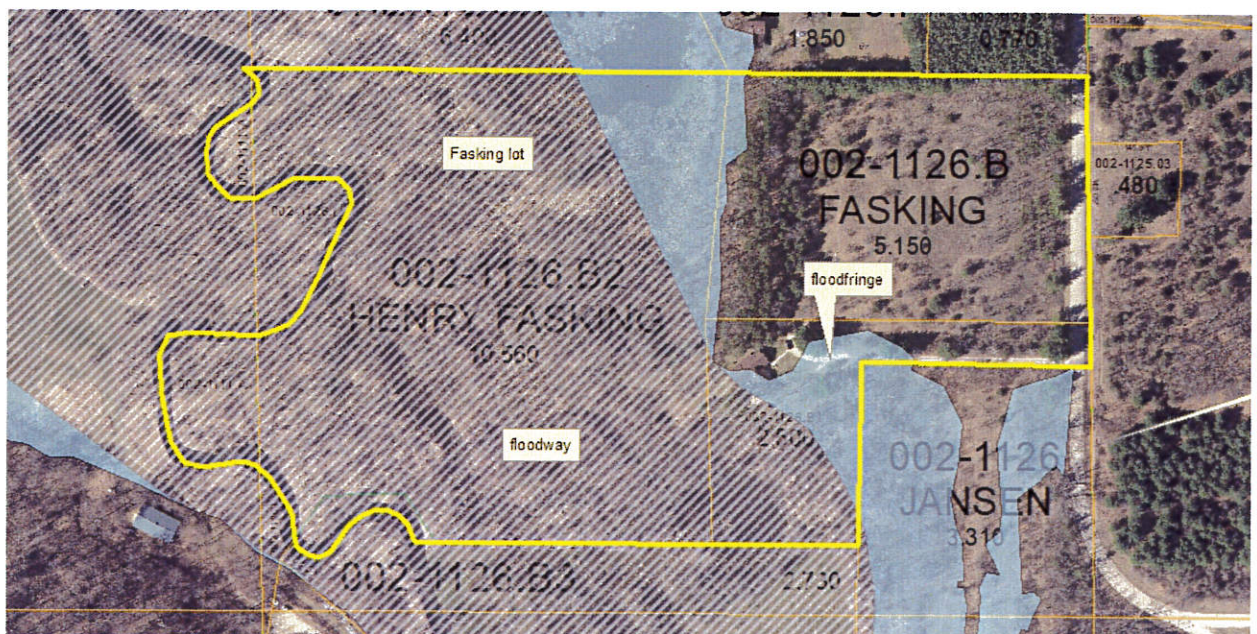 1.850
0.770
Fasking lot
002-1126.B
FASKING
5.150
002-1125.03
.480
floodfringe
002-1126.B2
HENRY FASKING
10.560
floodway
002-1126
JANSEN
3.310
002-1126.B3
2.730